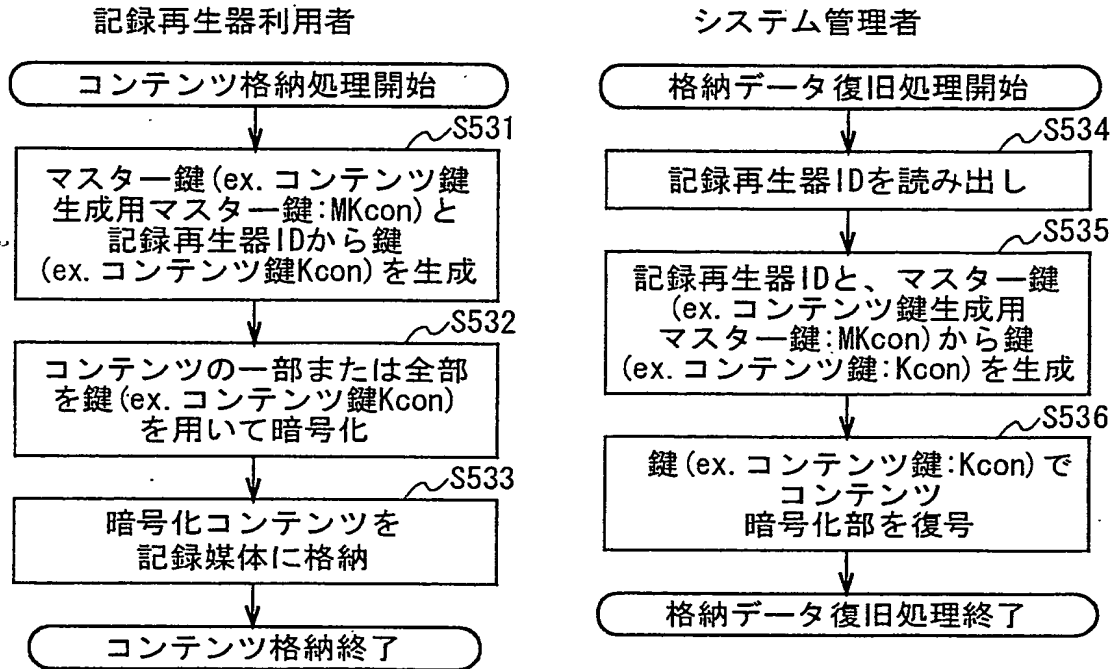 記録再生器利用者
コンテンツ格納処理開始
S531
マスター鍵(ex.コンテンツ鍵
生成用マスター鍵:MKcon)と
記録再生器IDから鍵
(ex.コンテンツ鍵Kcon)を生成
S532
コンテンツの一部または全部
を鍵(ex.コンテンツ鍵Kcon)
を用いて暗号化
S533
暗号化コンテンツを
記録媒体に格納
コンテンツ格納終了
システム管理者
格納データ復旧処理開始
S534
記録再生器IDを読み出し
S535
記録再生器IDと、マスター鍵
(ex.コンテンツ鍵生成用
マスター鍵:MKcon)から鍵
(ex.コンテンツ鍵:Kcon)を生成
S536
鍵(ex.コンテンツ鍵:Kcon)で
コンテンツ
暗号化部を復号
格納データ復旧処理終了